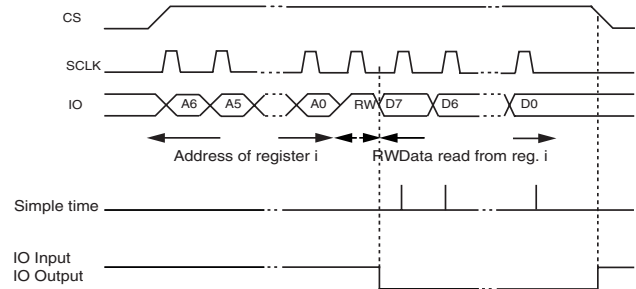 CS
SCLK
IO A6 A5 A0 RW D7 D6 D0
Address of register i RWData read from reg. i
Simple time
IO Input
IO Output